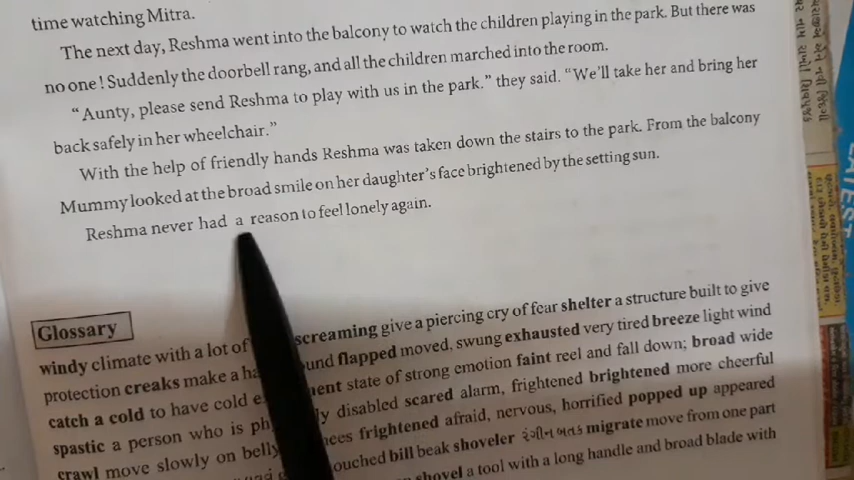 time watching Mitra.
The next day, Reshma went into the balcony to watch the children playing in the park. But there was
no one! Suddenly the doorbell rang, and all the children marched into the room.
“Aunty, please send Reshma to play with us in the park.” they said. “We'll take her and bring her
back safely in her wheelchair.”
With the help of friendly hands Reshma was taken down the stairs to the park. From the balcony
Mummy looked at the broad smile on her daughter's face brightened by the setting sun.
Reshma never had a reason to feel lonely again.
Glossary
windy climate with a lot of screaming give a piercing cry of fear shelter a structure built to give
protection creaks make a ha und flapped moved, swung exhausted very tired breeze light wind
catch a cold to have cold e ent state of strong emotion faint reel and fall down; broad wide
spastic a person who is ph ly disabled scared alarm, frightened brightened more cheerful
crawl move slowly on belly ees frightened afraid, nervous, horrified popped up appeared
ouched bill beak shoveler રંગીન બતક migrate move from one part
shovel a tool with a long handle and broad blade with
LATEST